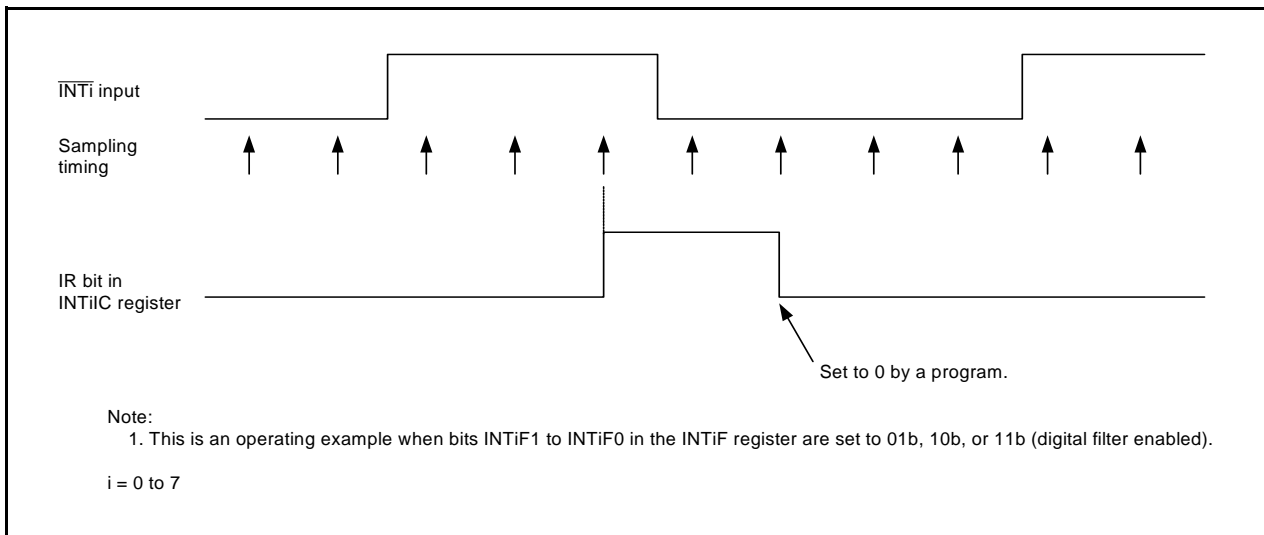 INTi input
Sampling
timing
IR bit in
INTiIC register
Set to 0 by a program.
Note:
1. This is an operating example when bits INTiF1 to INTiF0 in the INTiF register are set to 01b, 10b, or 11b (digital filter enabled).
i = 0 to 7